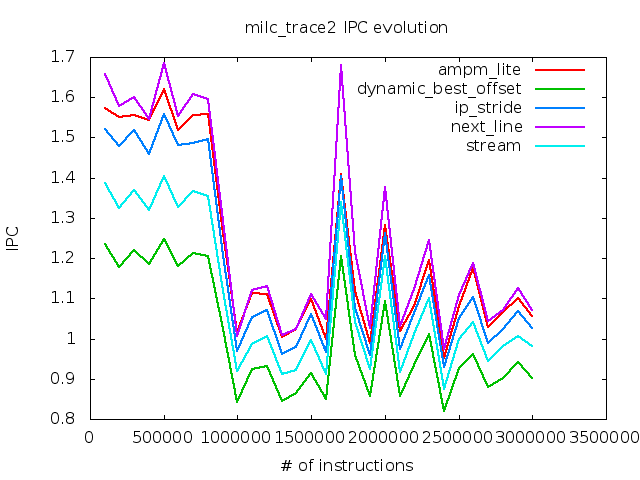 milc_trace2 IPC evolution
1.7
1.6
1.5
1.4
1.3
1.2
1.1
1
0.9
0.8
IPC
ampm_lite
dynamic_best_offset
ip_stride
next_line
stream
0 500000 1000000 1500000 2000000 2500000 3000000 3500000
# of instructions